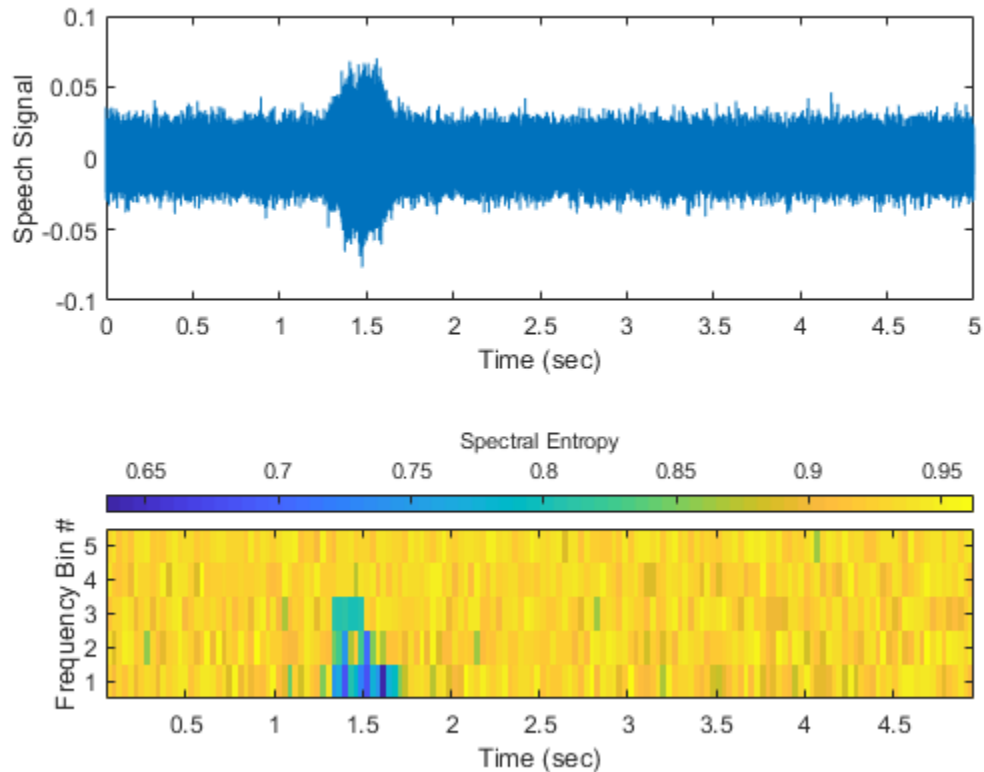 0.1
0.05
0
-0.05
-0.1
Speech Signal
0 0.5 1 1.5 2 2.5 3 3.5 4 4.5 5
Time (sec)
Spectral Entropy
0.65 0.7 0.75 0.8 0.85 0.9 0.95
5
4
3
2
1
Frequency Bin #
0.5 1 1.5 2 2.5 3 3.5 4 4.5
Time (sec)